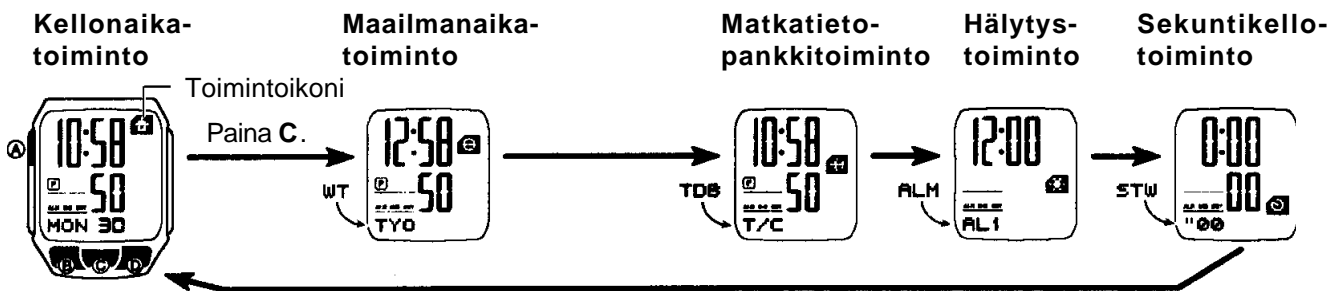 Kellonaika-
toiminto
Maailmanaika-
toiminto
Matkatieto-
pankkitoiminto
Hälytys-
toiminto
Sekuntikello-
toiminto
Toimintoikoni
Paina C.
A
10:58
P
50
MON 30
B C D
12:58
P
50
WT
TYO
10:58
P
50
TDB
T/C
12:00
ALM
AL1
0:00
00
STW
"00